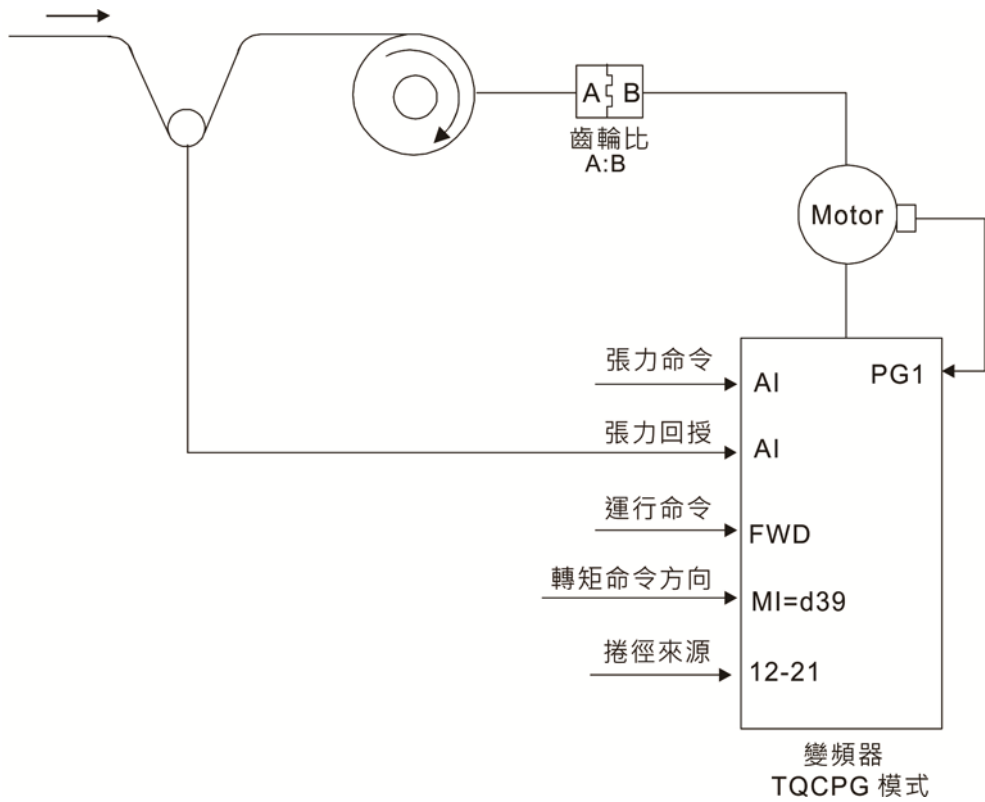 A B
齒輪比
A:B
Motor
張力命令
AI
PG1
張力回授
AI
運行命令
FWD
轉矩命令方向
MI=d39
捲徑來源
12-21
變頻器
TQCPG 模式